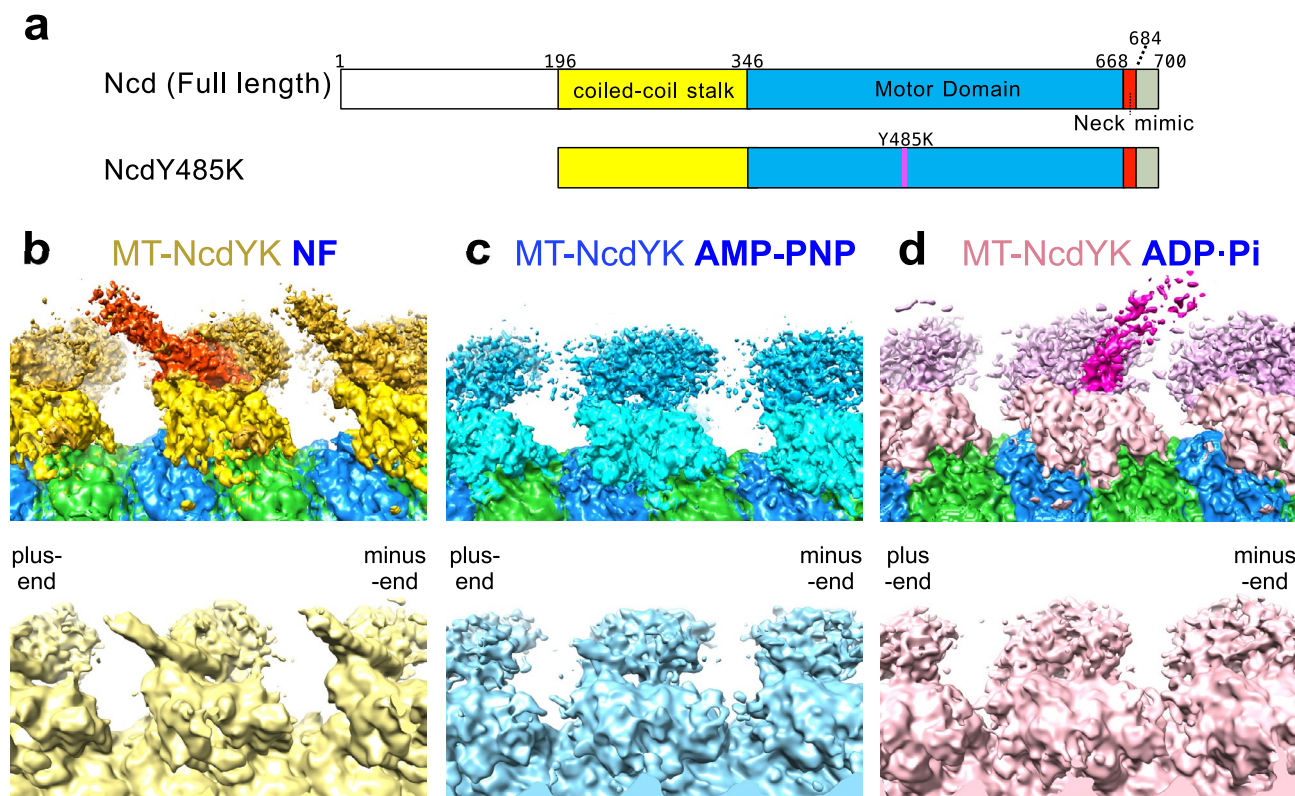 a
684
1 196 346 668 700
Ncd (Full length) coiled-coil stalk Motor Domain
Neck mimic
Y485K
NcdY485K
b MT-NcdYK NF c MT-NcdYK AMP-PNP d MT-NcdYK ADP·Pi
plus- minus plus- minus plus minus
end -end end -end -end -end